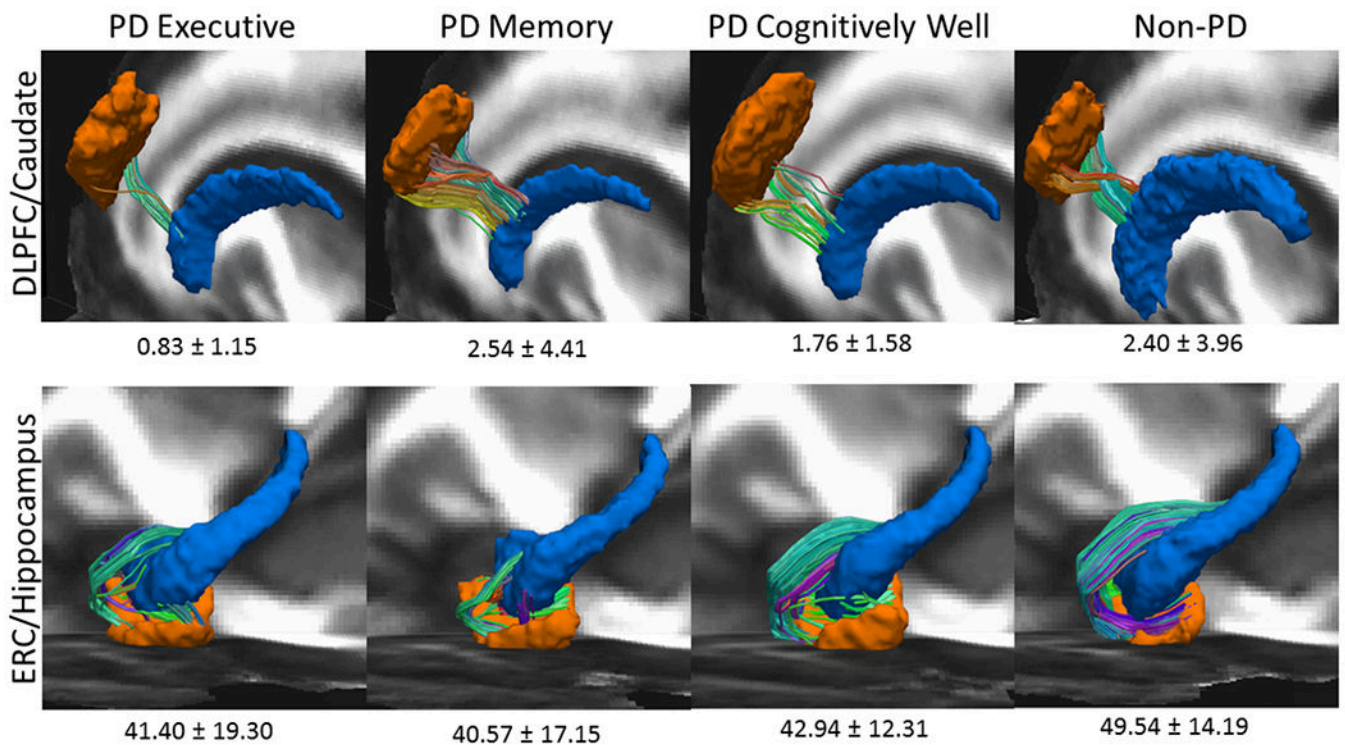 PD Executive
PD Memory
PD Cognitively Well
Non-PD
DLPFC/Caudate
0.83 ± 1.15
2.54 ± 4.41
1.76 ± 1.58
2.40 ± 3.96
ERC/Hippocampus
41.40 ± 19.30
40.57 ± 17.15
42.94 ± 12.31
49.54 ± 14.19